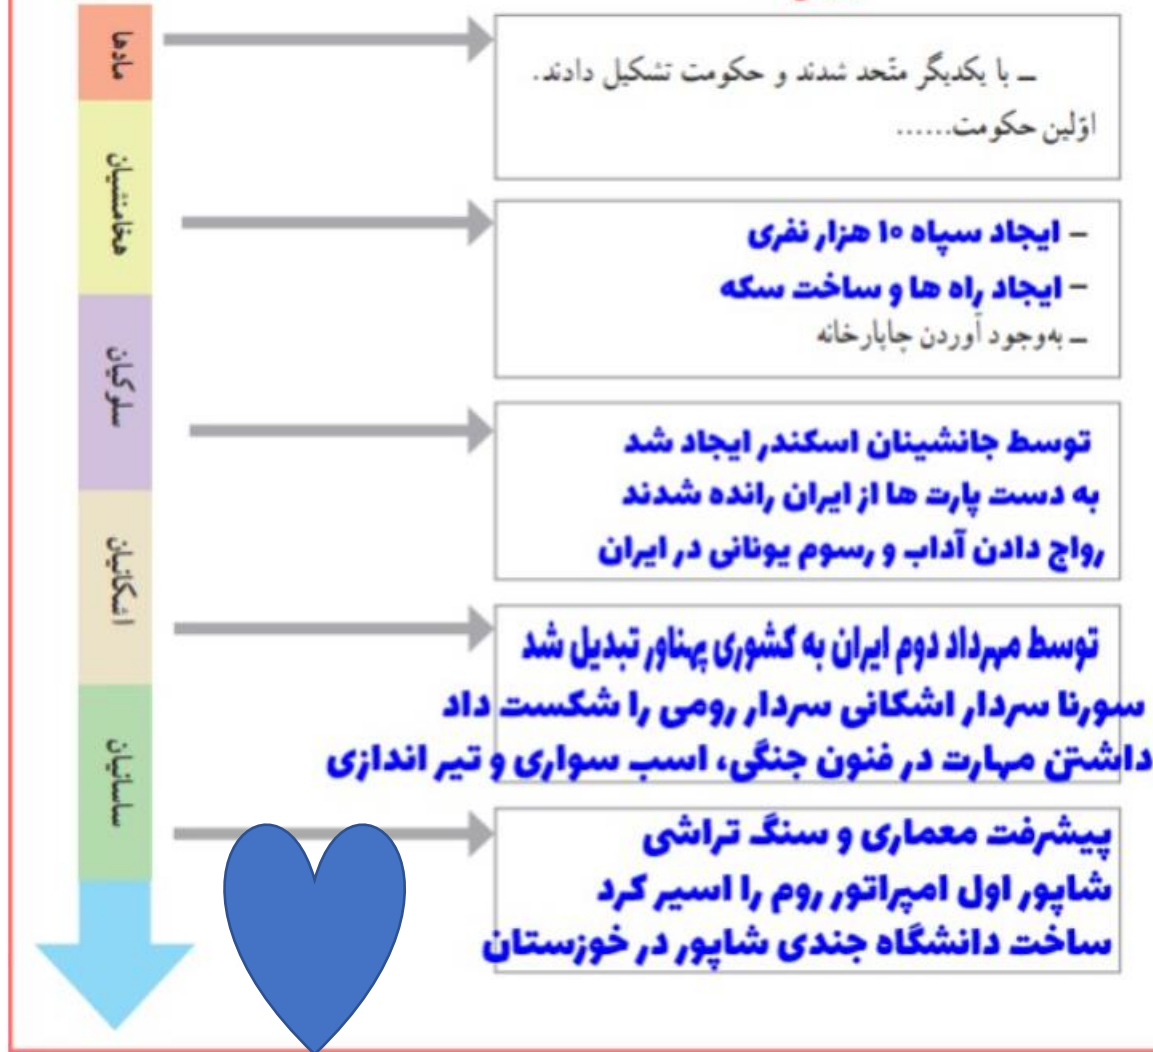 مادها
ـ با یکدیگر متّحد شدند و حکومت تشکیل دادند.
اوّلین حکومت......
هخامنشیان
- ایجاد سپاه ۱۰ هزار نفری
- ایجاد راه ها و ساخت سکه
ـ به‌وجود آوردن چاپارخانه
سلوکیان
توسط جانشینان اسکندر ایجاد شد
به دست پارت ها از ایران رانده شدند
رواج دادن آداب و رسوم یونانی در ایران
اشکانیان
توسط مهرداد دوم ایران به کشوری پهناور تبدیل شد
سورنا سردار اشکانی سردار رومی را شکست داد
داشتن مهارت در فنون جنگی، اسب سواری و تیر اندازی
ساسانیان
پیشرفت معماری و سنگ تراشی
شاپور اول امپراتور روم را اسیر کرد
ساخت دانشگاه جندی شاپور در خوزستان